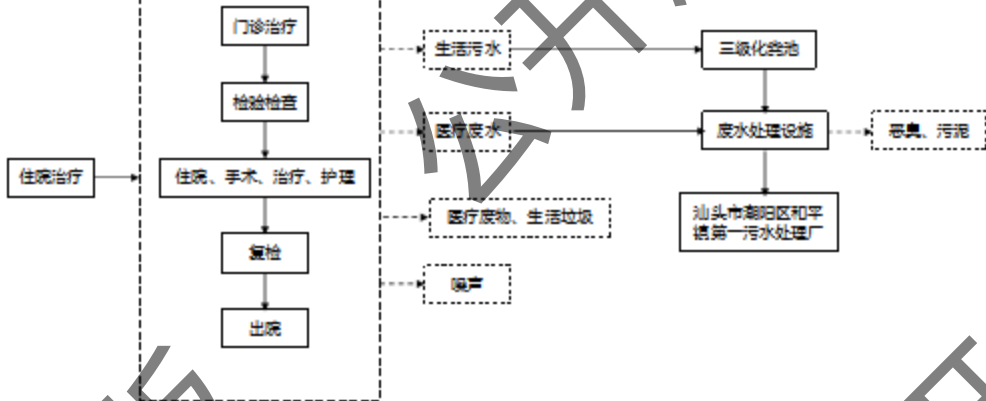 门诊治疗
生活污水
三级化粪池
检验检查
医疗废水
废水处理设施
恶臭、污泥
住院治疗
住院、手术、治疗、护理
医疗废物、生活垃圾
汕头市潮阳区和平
镇第一污水处理厂
复检
噪声
出院
公开